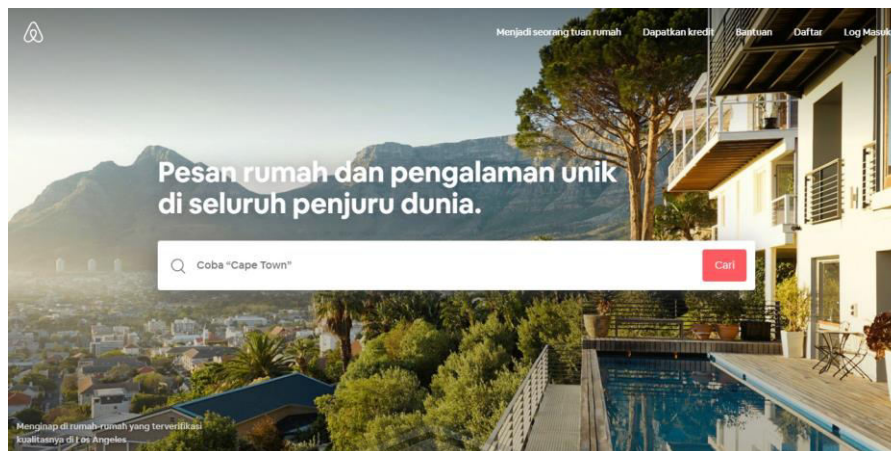 Menjadi seorang tuan rumah Dapatkan kredit Bantuan Daftar Log Masuk
Pesan rumah dan pengalaman unik
di seluruh penjuru dunia.
Coba "Cape Town"
Cari
Menginap di rumah-rumah yang terverifikasi
kualitasnya di Los Angeles